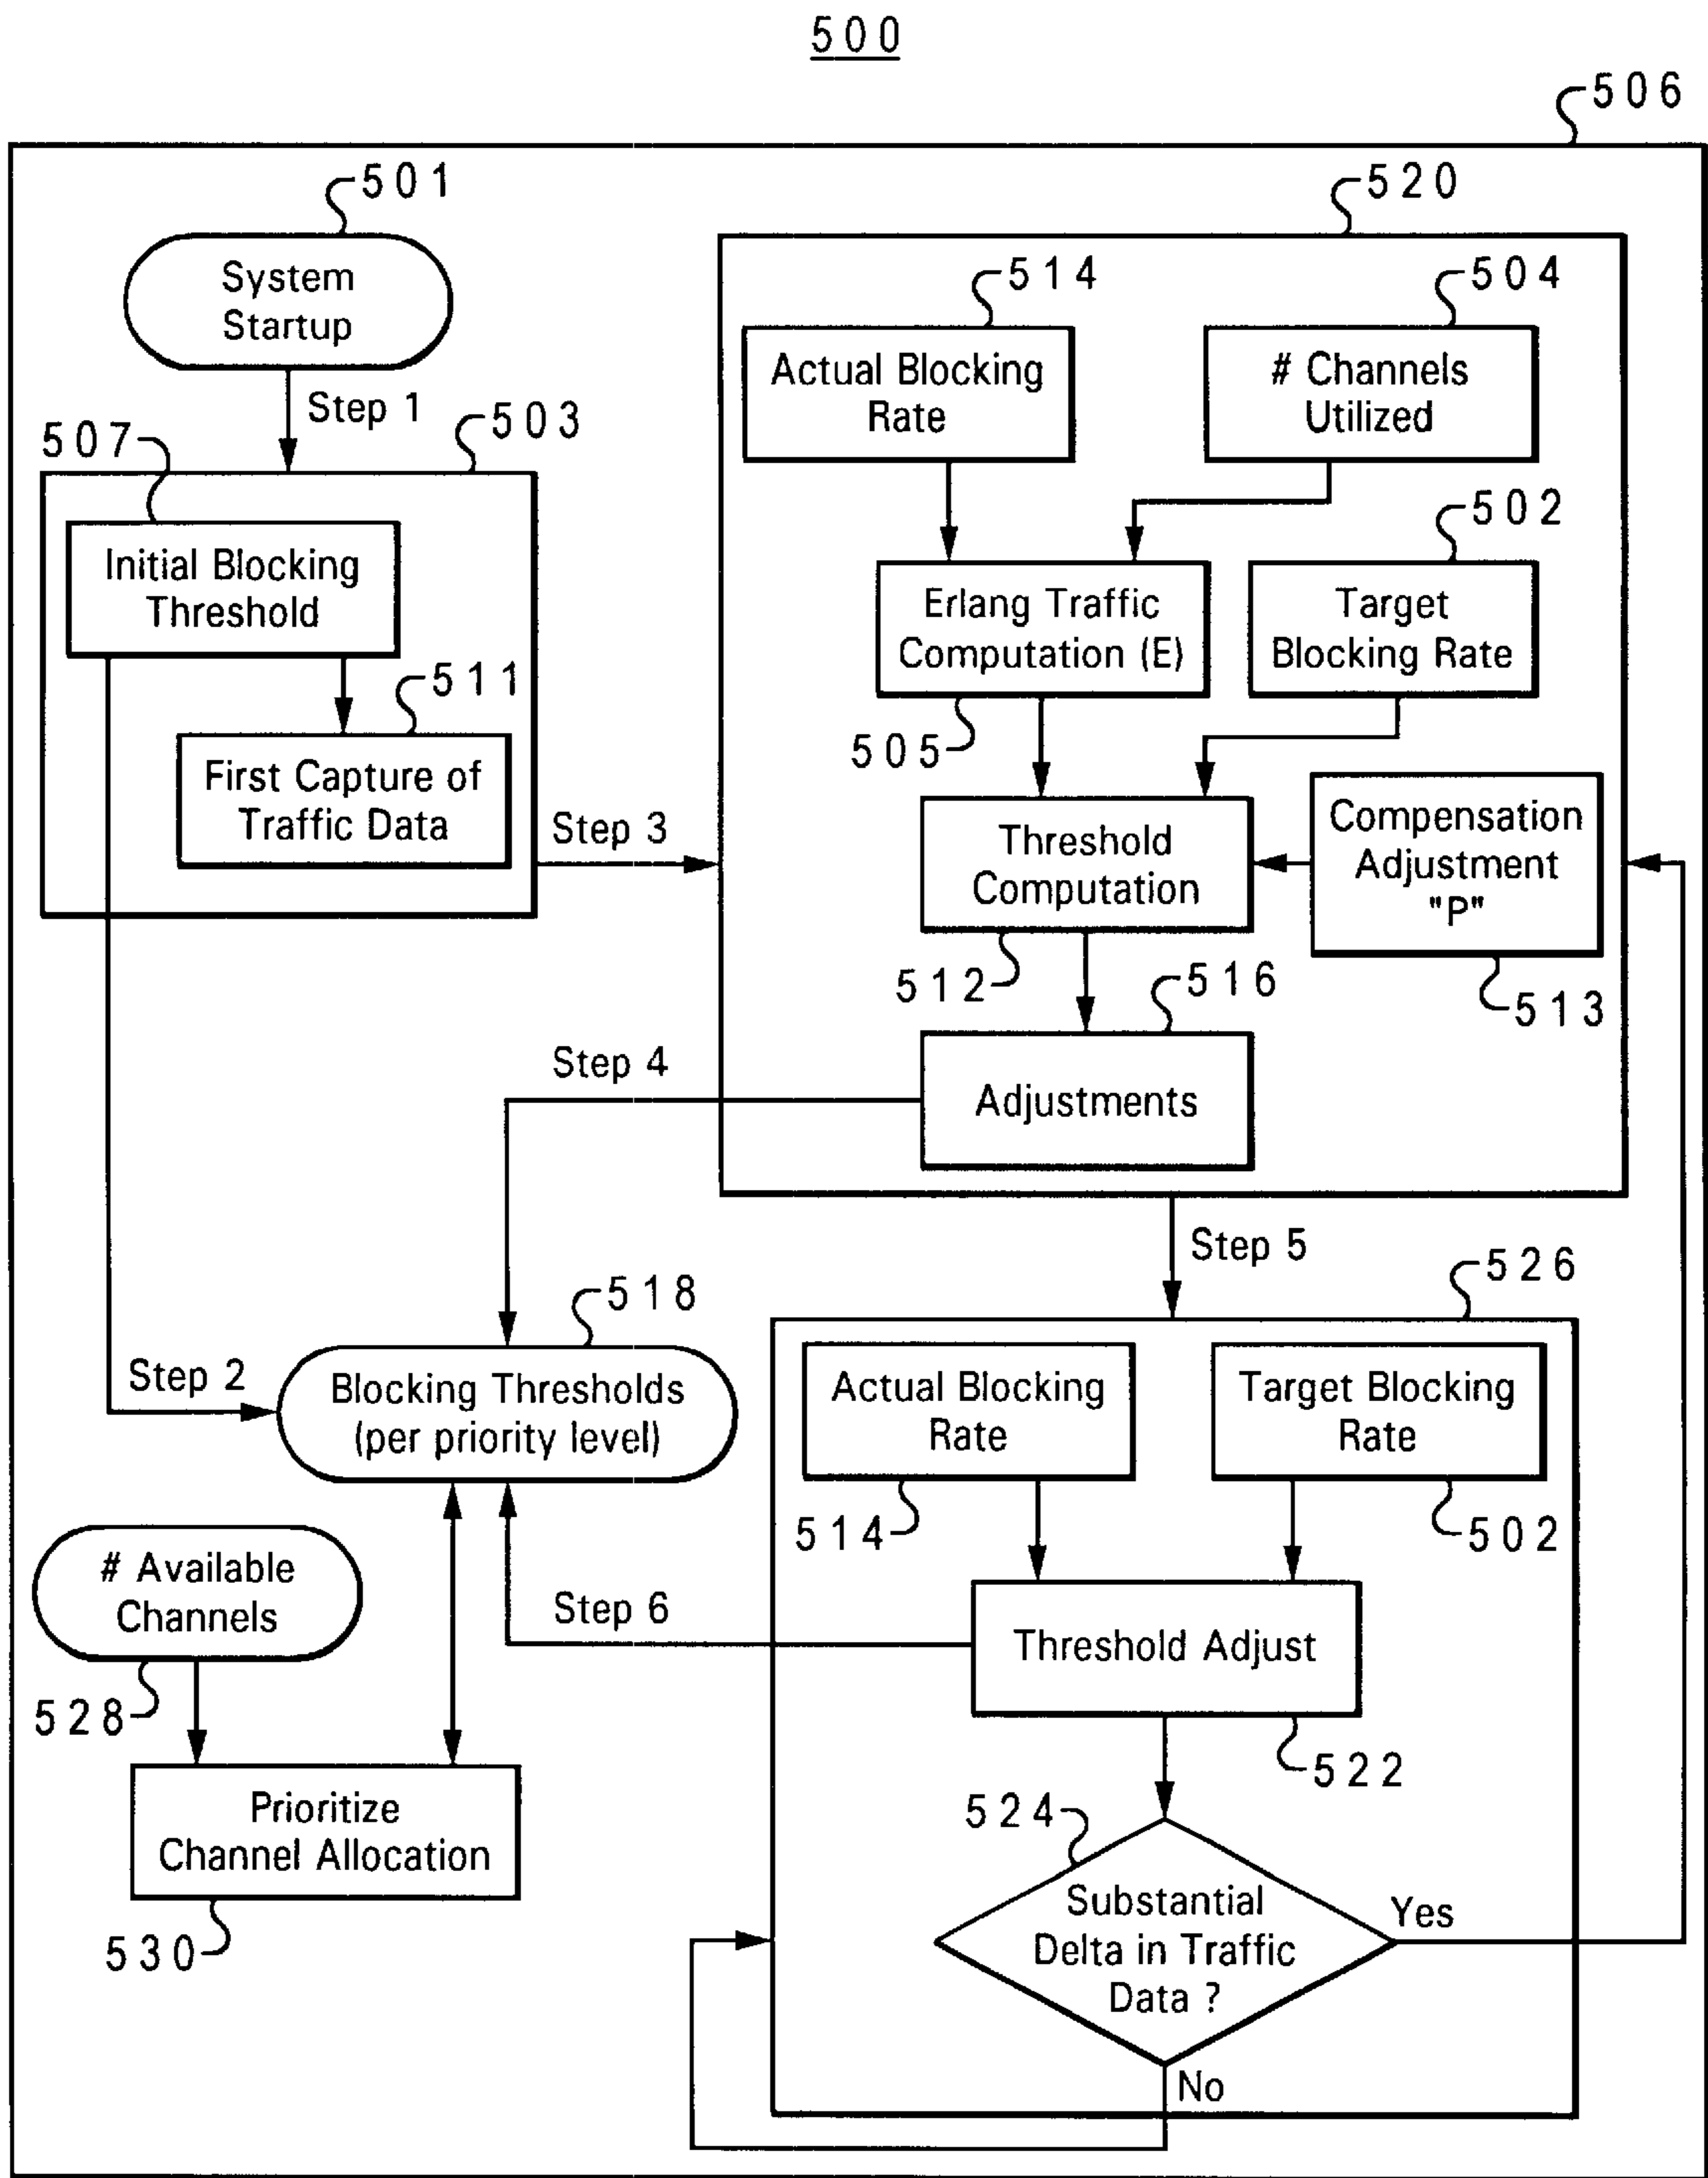 500
506
501
System
Startup
Step 1
507
503
Initial Blocking
Threshold
511
First Capture of
Traffic Data
Step 3
520
514
504
Actual Blocking
Rate
# Channels
Utilized
502
Erlang Traffic
Computation (E)
Target
Blocking Rate
505
Threshold
Computation
Compensation
Adjustment
"P"
512
516
513
Step 4
Adjustments
Step 5
518
526
Step 2
Blocking Thresholds
(per priority level)
Actual Blocking
Rate
Target Blocking
Rate
514
502
# Available
Channels
Step 6
Threshold Adjust
528
522
Prioritize
Channel Allocation
524
530
Substantial
Delta in Traffic
Data ?
Yes
No